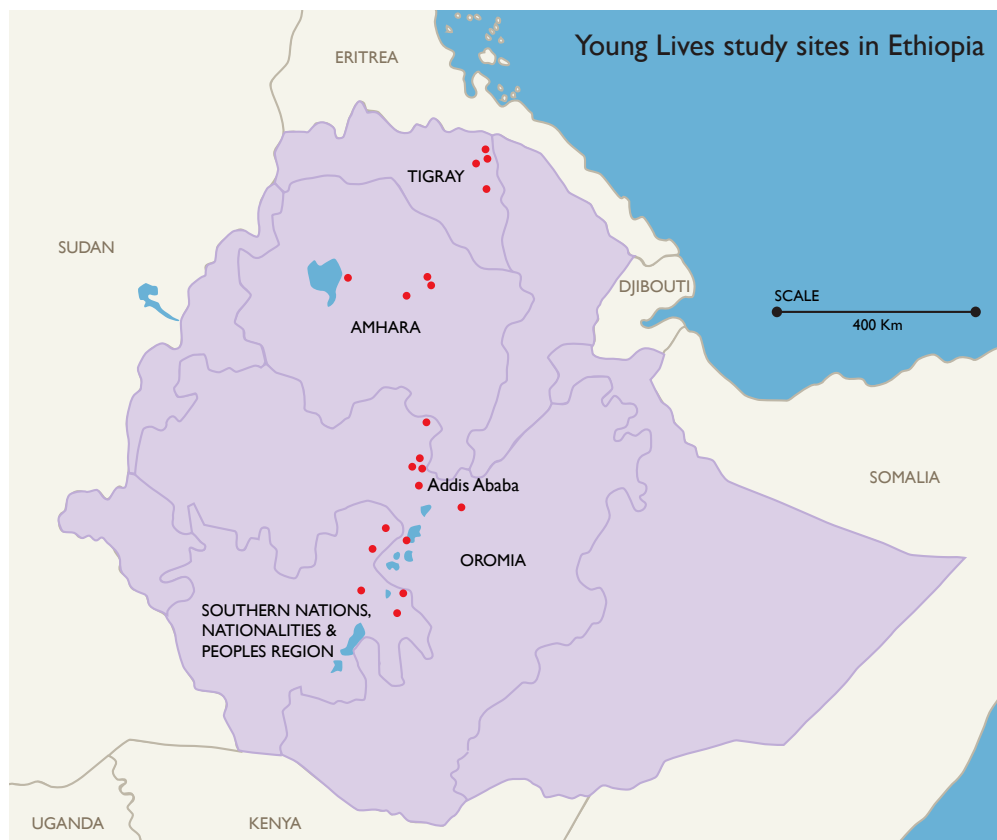 Young Lives study sites in Ethiopia
ERITREA
TIGRAY
SUDAN
DJIBOUTI
SCALE
400 Km
AMHARA
SOMALIA
Addis Ababa
OROMIA
SOUTHERN NATIONS,
NATIONALITIES &
PEOPLES REGION
UGANDA
KENYA